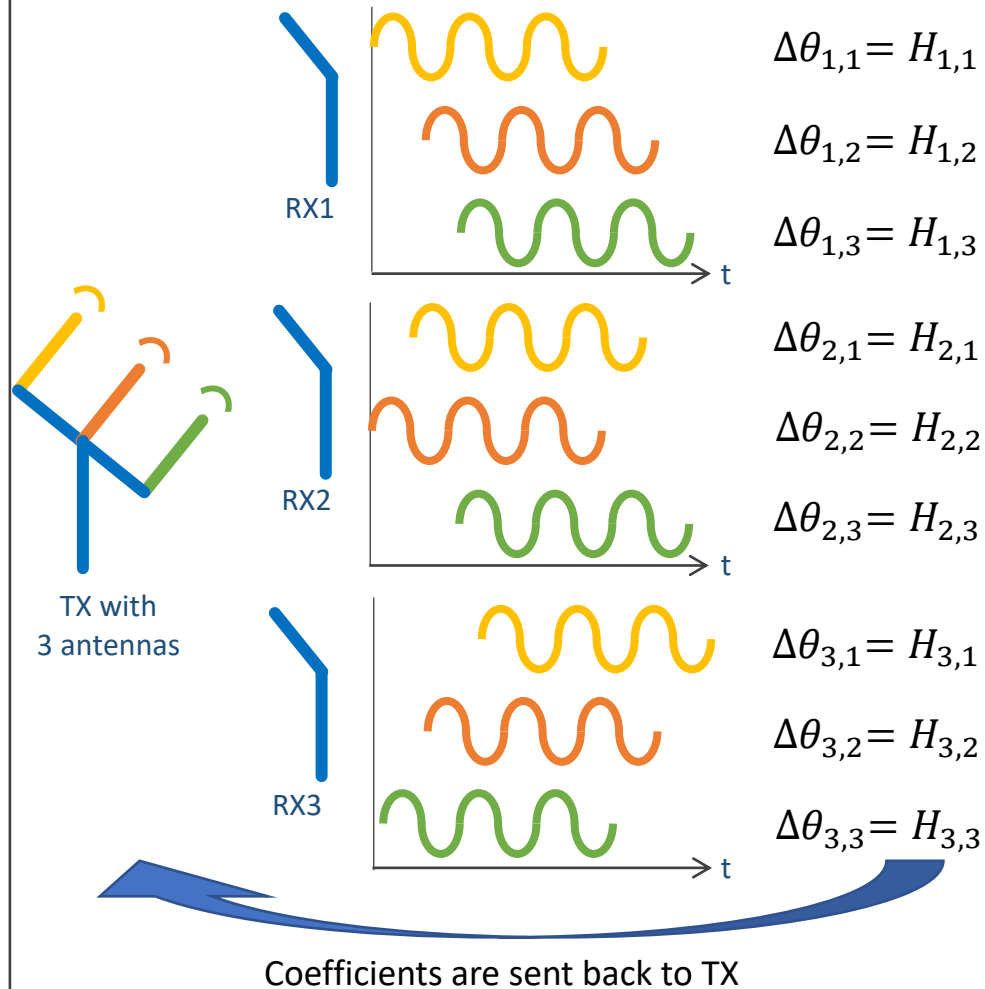 Δθ1,1= H1,1
Δθ1,2= H1,2
RX1
Δθ1,3= H1,3
t
Δθ2,1= H2,1
Δθ2,2= H2,2
RX2
Δθ2,3= H2,3
t
TX with
3 antennas
Δθ3,1= H3,1
Δθ3,2= H3,2
RX3
Δθ3,3= H3,3
t
Coefficients are sent back to TX